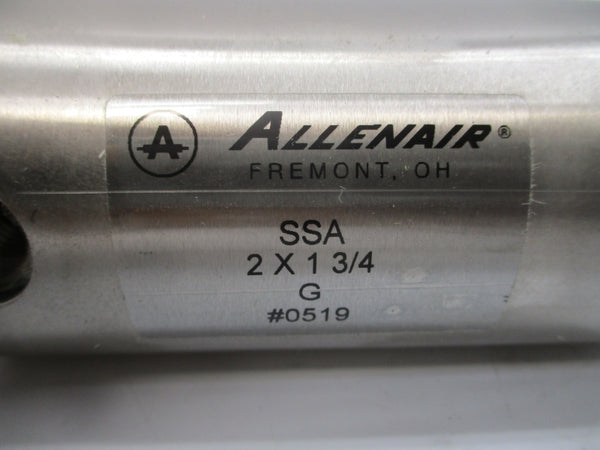 A ALLENAIR®
FREMONT, OH
SSA
2 X 1 3/4
G
#0519